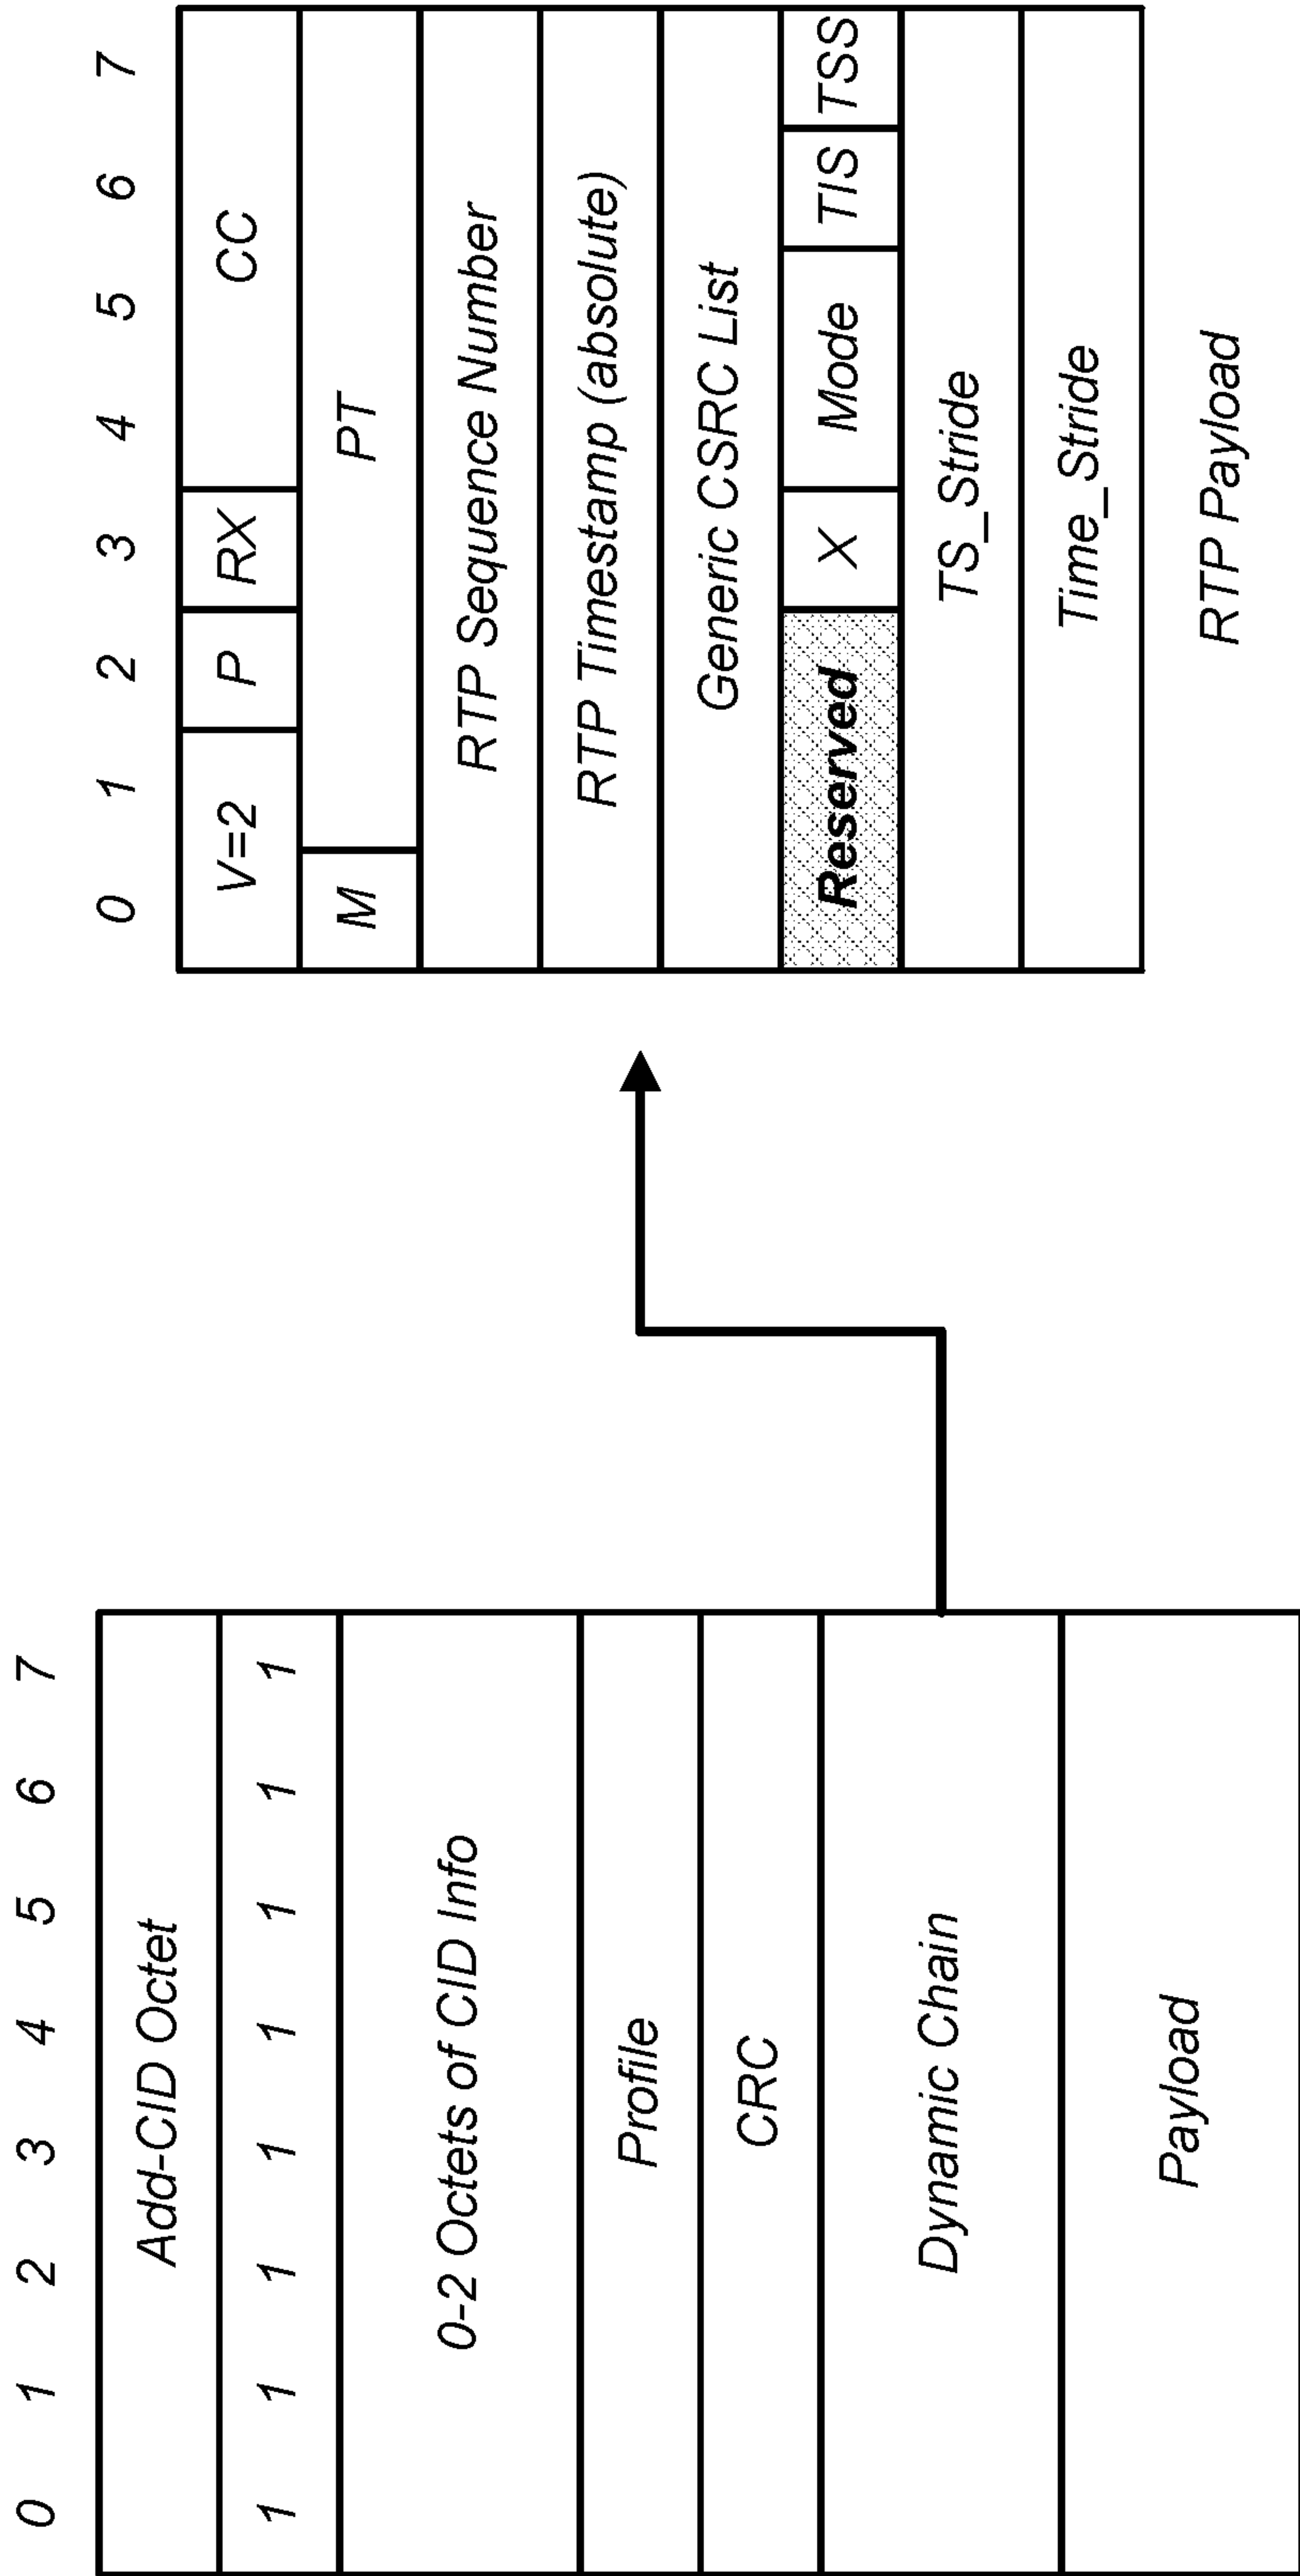 0 1 2 3 4 5 6 7
Add-CID Octet
1 1 1 1 1 1 1 1
0-2 Octets of CID Info
Profile
CRC
Dynamic Chain
Payload
0 1 2 3 4 5 6 7
V=2 P RX CC
M PT
RTP Sequence Number
RTP Timestamp (absolute)
Generic CSRC List
Reserved X Mode TIS TSS
TS_Stride
Time_Stride
RTP Payload